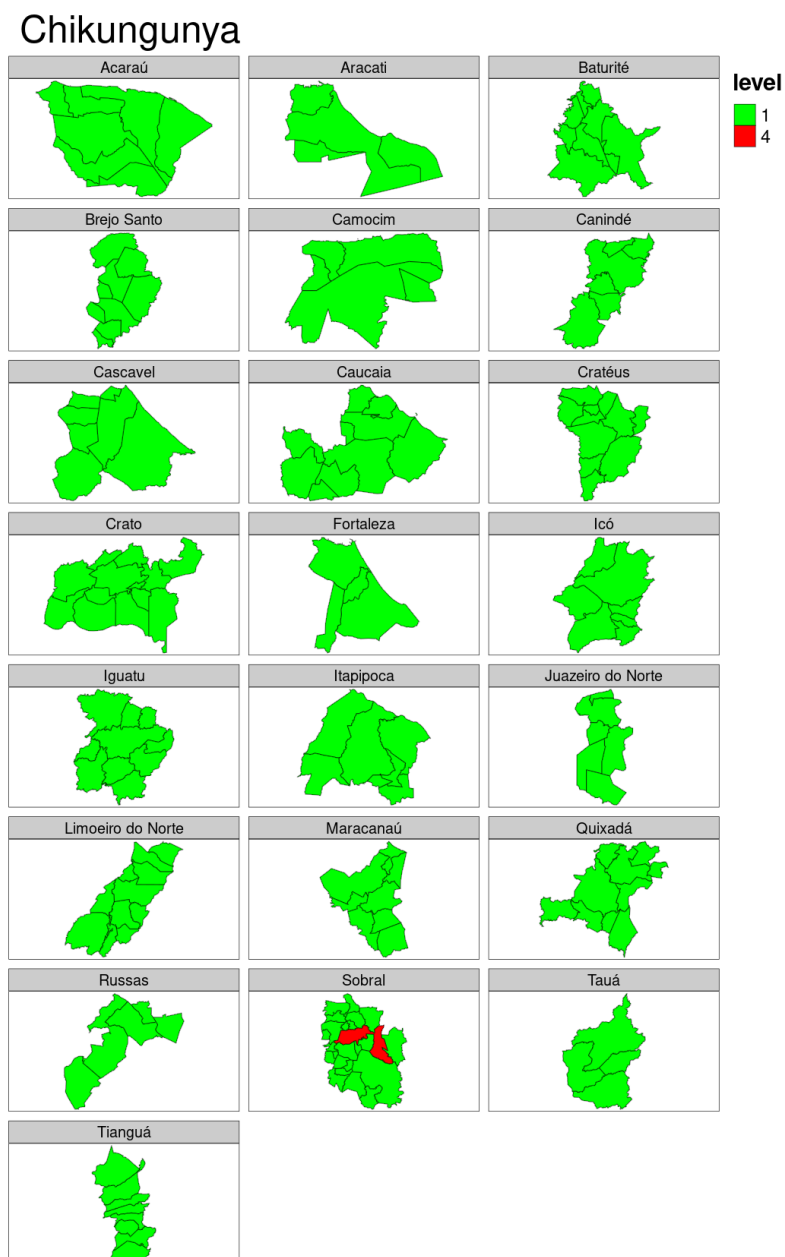 Chikungunya
Acaraú
Aracati
Baturité
level
1
4
Brejo Santo
Camocim
Canindé
Cascavel
Caucaia
Cratéus
Crato
Fortaleza
Icó
Iguatu
Itapipoca
Juazeiro do Norte
Limoeiro do Norte
Maracanaú
Quixadá
Russas
Sobral
Tauá
Tianguá